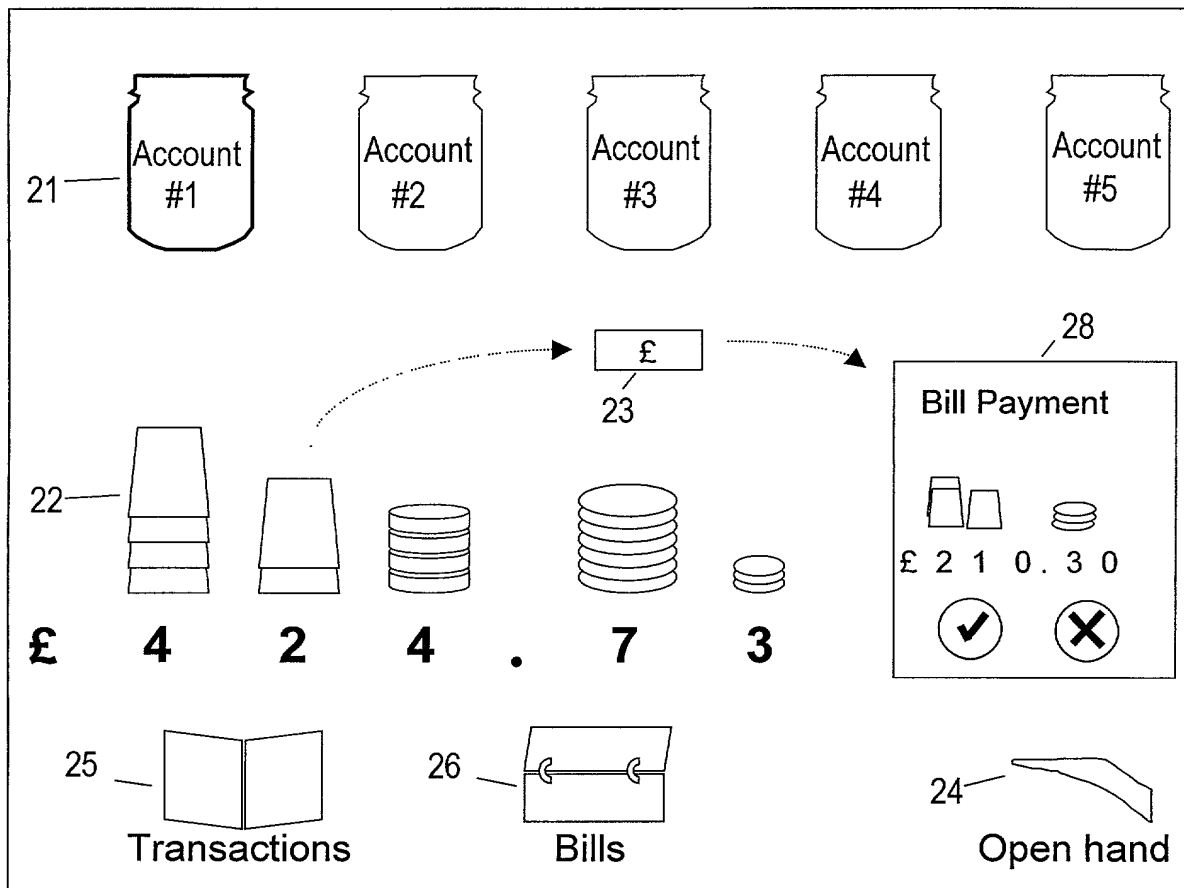 Account #1
Account #2
Account #3
Account #4
Account #5
21
£
23
28
Bill Payment
£ 2 1 0 . 3 0
22
£ 4 2 4 . 7 3
25
Transactions
26
Bills
24
Open hand